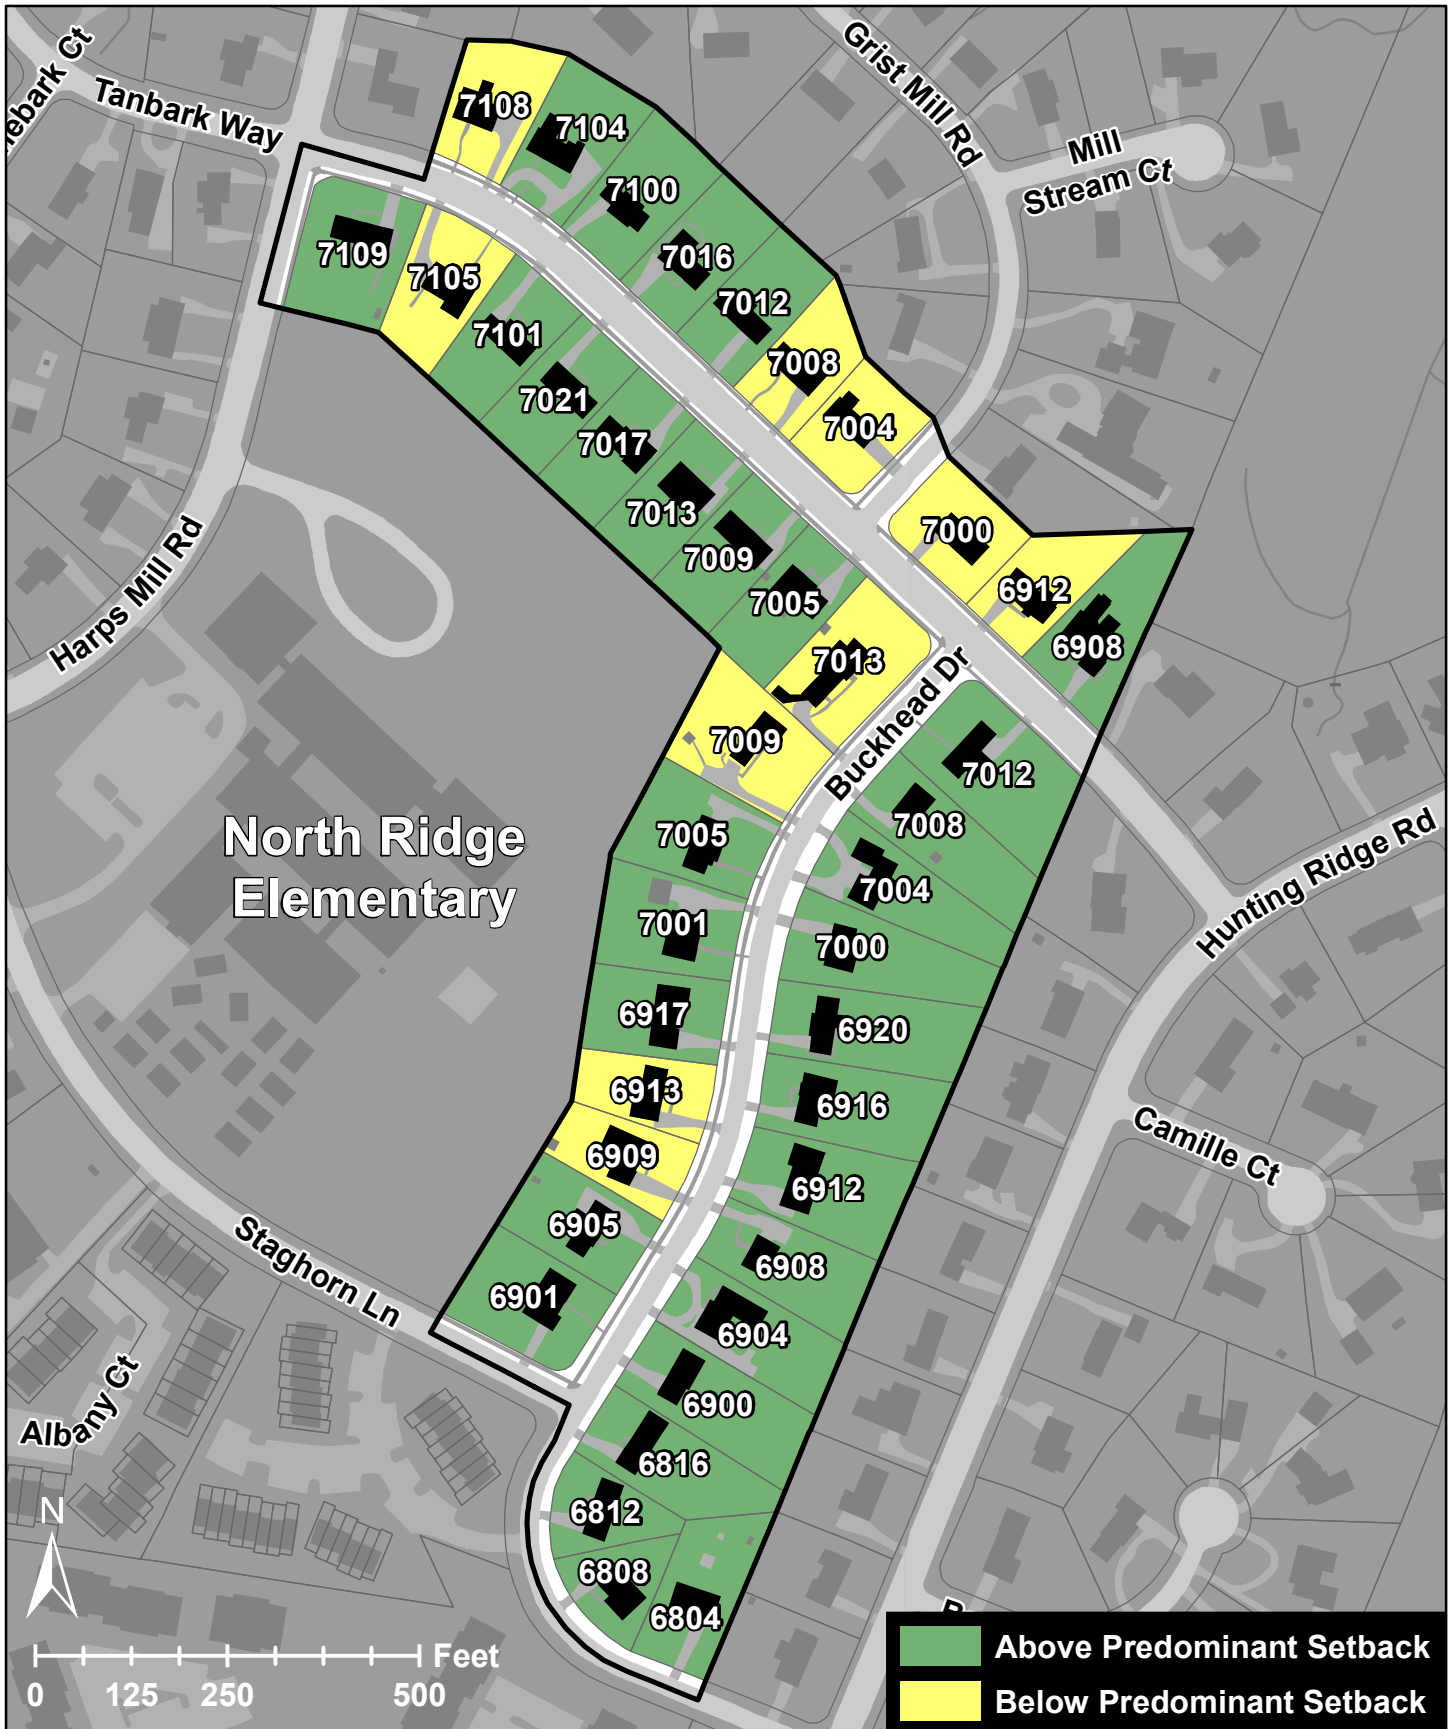 Tanbark Way
Grist Mill Rd
Mill
Stream Ct
7108
7104
7100
7109
7105
7016
7012
7101
7008
7021
7004
7017
7013
7000
7009
6912
7005
6908
7013
Buckhead Dr
7009
7012
7008
7005
7004
7001
7000
6917
6920
6913
6916
6909
6912
6905
6908
6901
6904
6900
6816
6812
6808
6804
Harps Mill Rd
North Ridge
Elementary
Hunting Ridge Rd
Camille Ct
Staghorn Ln
Albany Ct
N
Feet
0 125 250 500
Above Predominant Setback
Below Predominant Setback